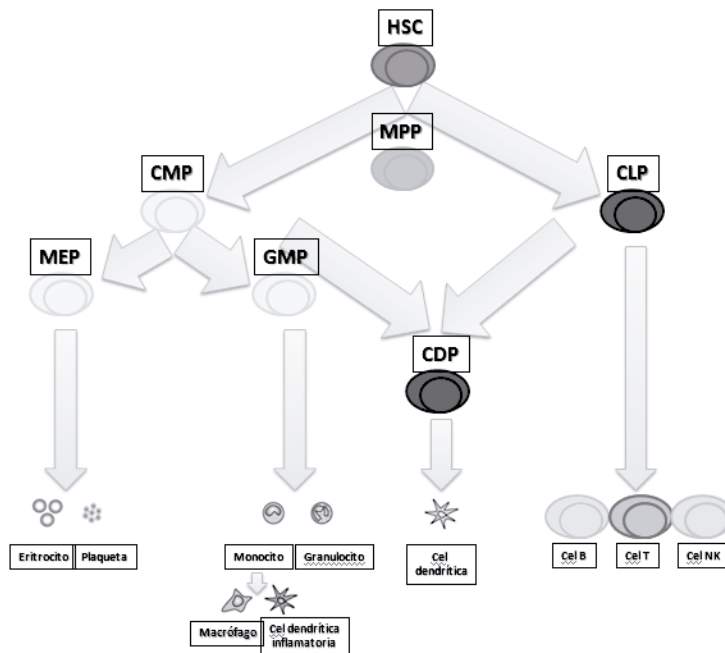 HSC
MPP
CMP
CLP
MEP
GMP
CDP
Eritrocito
Plaqueta
Monocito
Granulocito
Cel
dendrítica
Cel B
Cel T
Cel NK
Macrófago
Cel dendrítica
inflamatoria